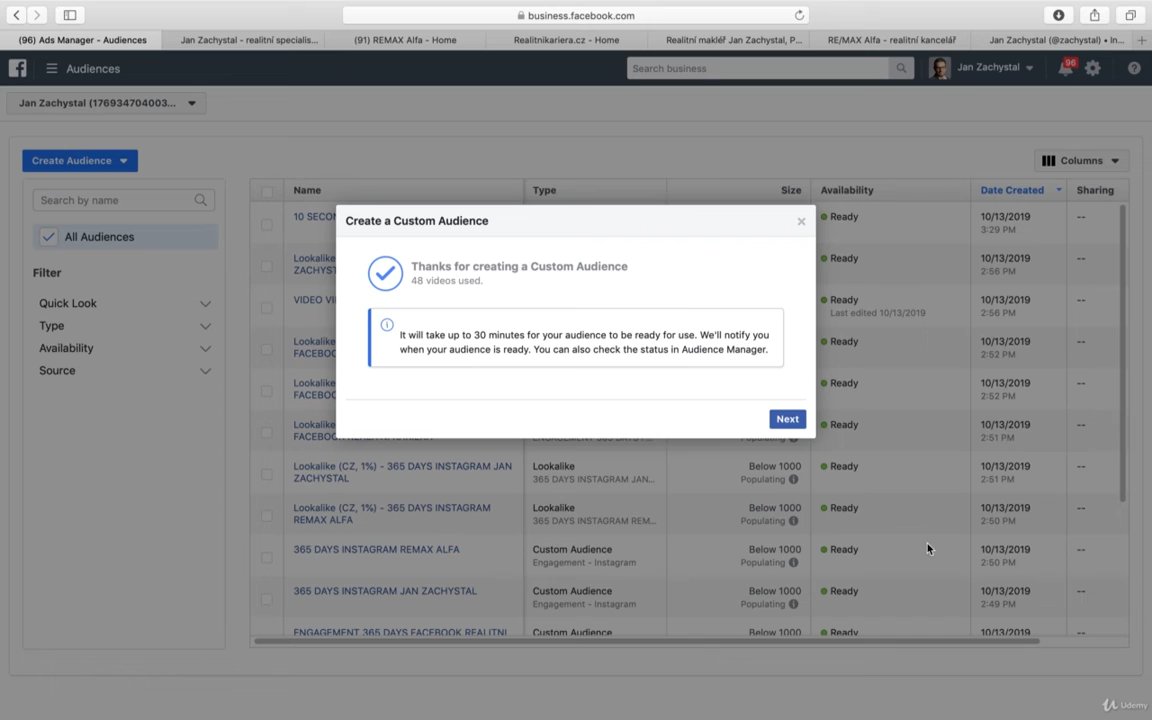 business.facebook.com
(96) Ads Manager - Audiences
Jan Zachystal - realitní specialis...
(91) REMAX Alfa - Home
Realitnikariera.cz - Home
Realitní makléř Jan Zachystal, P...
RE/MAX Alfa - realitní kancelář
Jan Zachystal (@zachystal) • In...
Audiences
Search business
Jan Zachystal
96
Jan Zachystal (176934704003...
Create Audience
Columns
Search by name
All Audiences
Filter
Quick Look
Type
Availability
Source
Name Type Size Availability Date Created Sharing
10 SECON
Ready 10/13/2019 --
3:29 PM
Lookalike Ready 10/13/2019 --
ZACHYST 2:56 PM
VIDEO VI Ready 10/13/2019 --
Last edited 10/13/2019 2:56 PM
Lookalike Ready 10/13/2019 --
FACEBOO 2:52 PM
Lookalike Ready 10/13/2019 --
FACEBOO 2:52 PM
Lookalike Ready 10/13/2019 --
2:51 PM
Create a Custom Audience
Thanks for creating a Custom Audience
48 videos used.
It will take up to 30 minutes for your audience to be ready for use. We'll notify you
when your audience is ready. You can also check the status in Audience Manager.
Next
Populating
Lookalike (CZ, 1%) - 365 DAYS INSTAGRAM JAN Lookalike Below 1000 Ready 10/13/2019 --
ZACHYSTAL 365 DAYS INSTAGRAM JAN... Populating 2:51 PM
Lookalike (CZ, 1%) - 365 DAYS INSTAGRAM Lookalike Below 1000 Ready 10/13/2019 --
REMAX ALFA 365 DAYS INSTAGRAM REM... Populating 2:50 PM
365 DAYS INSTAGRAM REMAX ALFA Custom Audience Below 1000 Ready 10/13/2019 --
Engagement - Instagram Populating 2:50 PM
365 DAYS INSTAGRAM JAN ZACHYSTAL Custom Audience Below 1000 Ready 10/13/2019 --
Engagement - Instagram Populating 2:49 PM
ENGAGEMENT 365 DAYS FACEBOOK REALITNI Custom Audience Below 1000 Ready 10/13/2019 --
Udemy